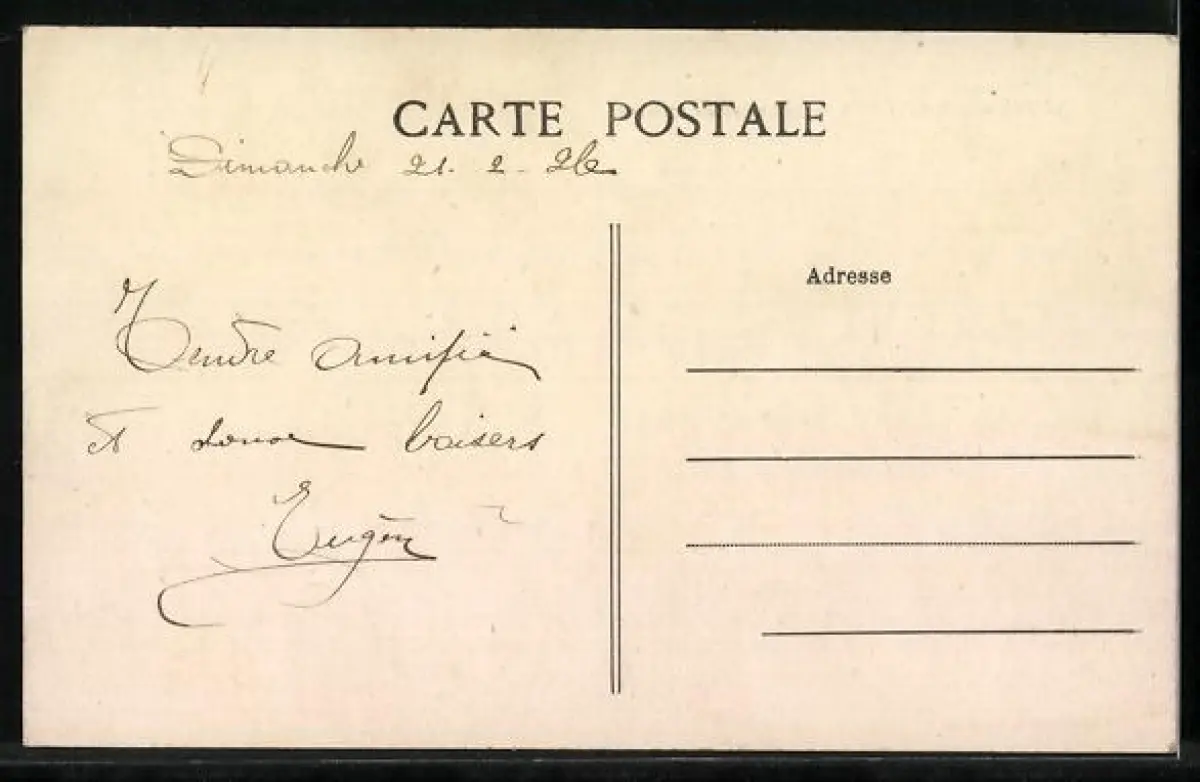 CARTE POSTALE
Dimanche 21. 2 - 26
Adresse
Tendre amitié
et doux baisers
Eugène